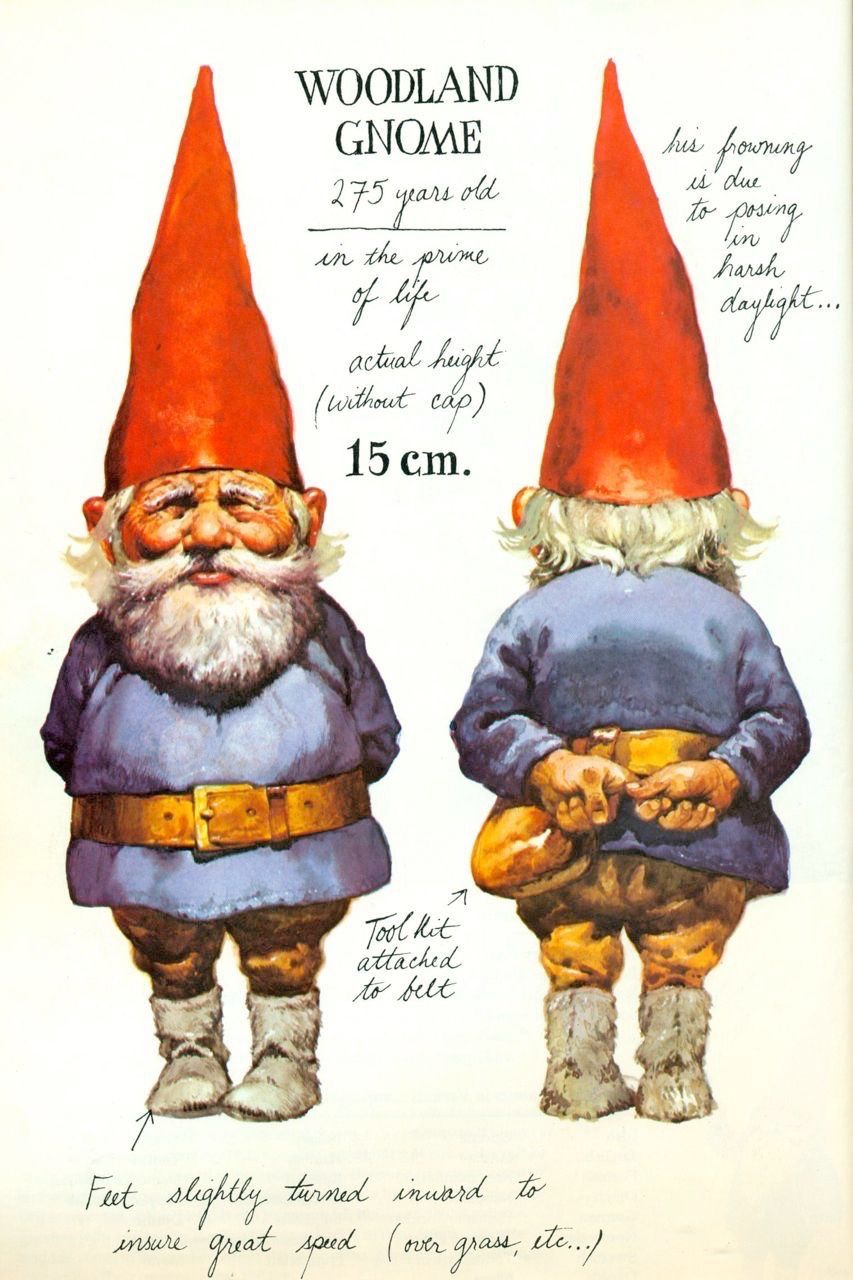 WOODLAND
GNOME
275 years old
in the prime
of life
actual height
(without cap)
15 cm.
his frowning
is due
to posing
in
harsh
daylight...
Tool Kit
attached
to belt
Feet slightly turned inward to
insure great speed (over grass, etc...)